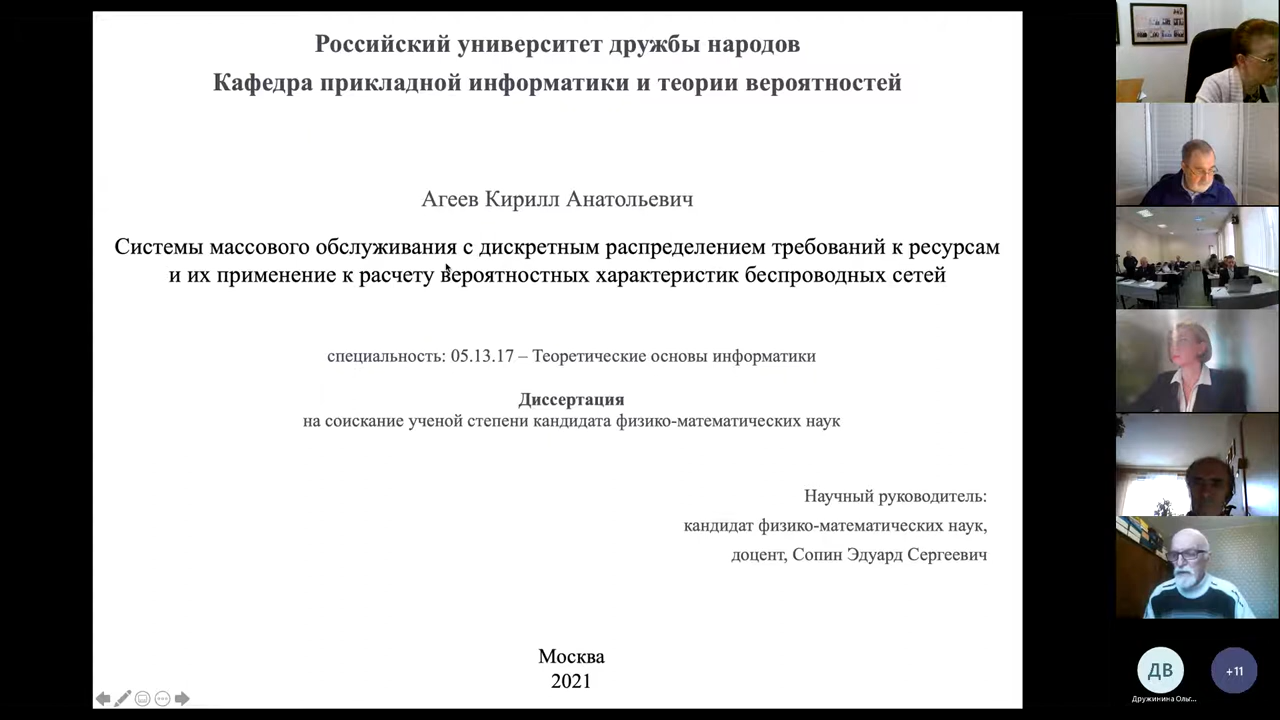 Российский университет дружбы народов
Кафедра прикладной информатики и теории вероятностей
Агеев Кирилл Анатольевич
Системы массового обслуживания с дискретным распределением требований к ресурсам
и их применение к расчету вероятностных характеристик беспроводных сетей
специальность: 05.13.17 – Теоретические основы информатики
Диссертация
на соискание ученой степени кандидата физико-математических наук
Научный руководитель:
кандидат физико-математических наук,
доцент, Сопин Эдуард Сергеевич
Москва
2021
ДВ
+11
Дружинина Ольг...